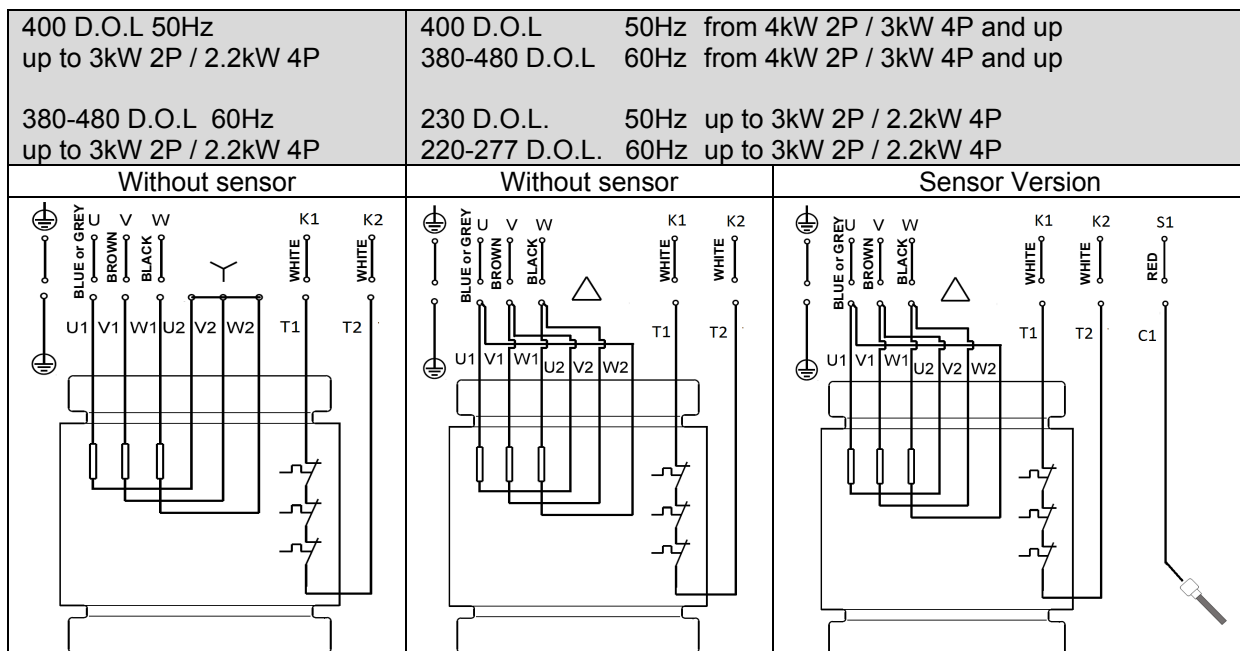 400 D.O.L 50Hz
up to 3kW 2P / 2.2kW 4P
380-480 D.O.L 60Hz
up to 3kW 2P / 2.2kW 4P
400 D.O.L 50Hz from 4kW 2P / 3kW 4P and up
380-480 D.O.L 60Hz from 4kW 2P / 3kW 4P and up
230 D.O.L. 50Hz up to 3kW 2P / 2.2kW 4P
220-277 D.O.L. 60Hz up to 3kW 2P / 2.2kW 4P
Without sensor
U V W K1 K2
BLUE or GREY
BROWN
BLACK
WHITE
WHITE
U1 V1 W1 U2 V2 W2 T1 T2
Without sensor
U V W K1 K2
BLUE or GREY
BROWN
BLACK
WHITE
WHITE
T1 T2
U1 V1 W1 U2 V2 W2
Sensor Version
U V W K1 K2 S1
BLUE or GREY
BROWN
BLACK
WHITE
WHITE
RED
T1 T2 C1
U1 V1 W1 U2 V2 W2